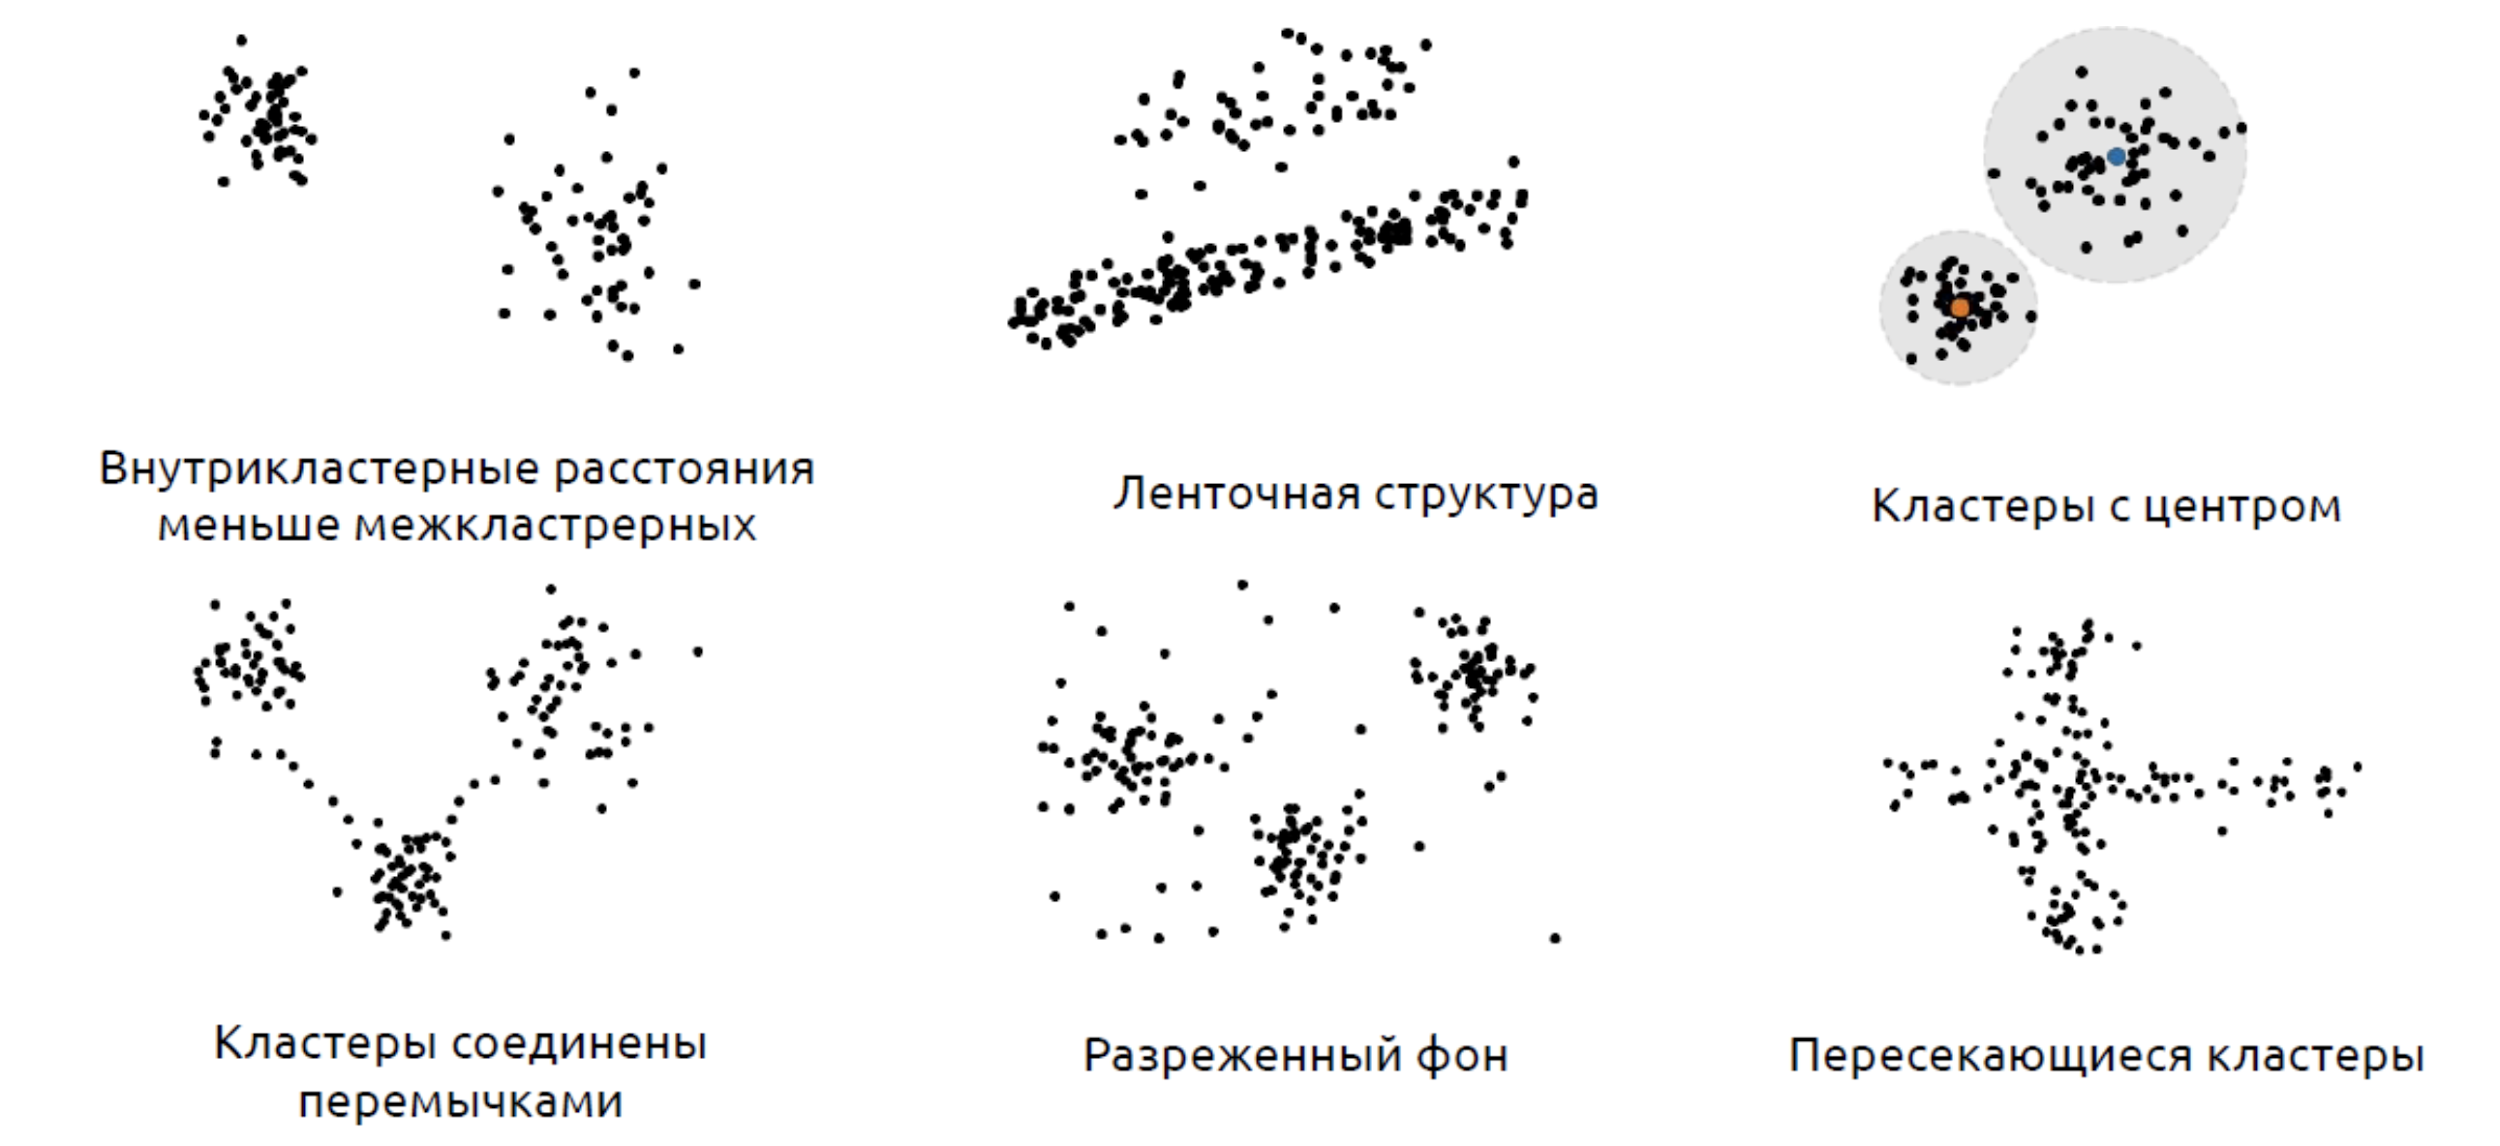 Внутрикластерные расстояния
меньше межкластрерных
Ленточная структура
Кластеры с центром
Кластеры соединены
перемычками
Разреженный фон
Пересекающиеся кластеры